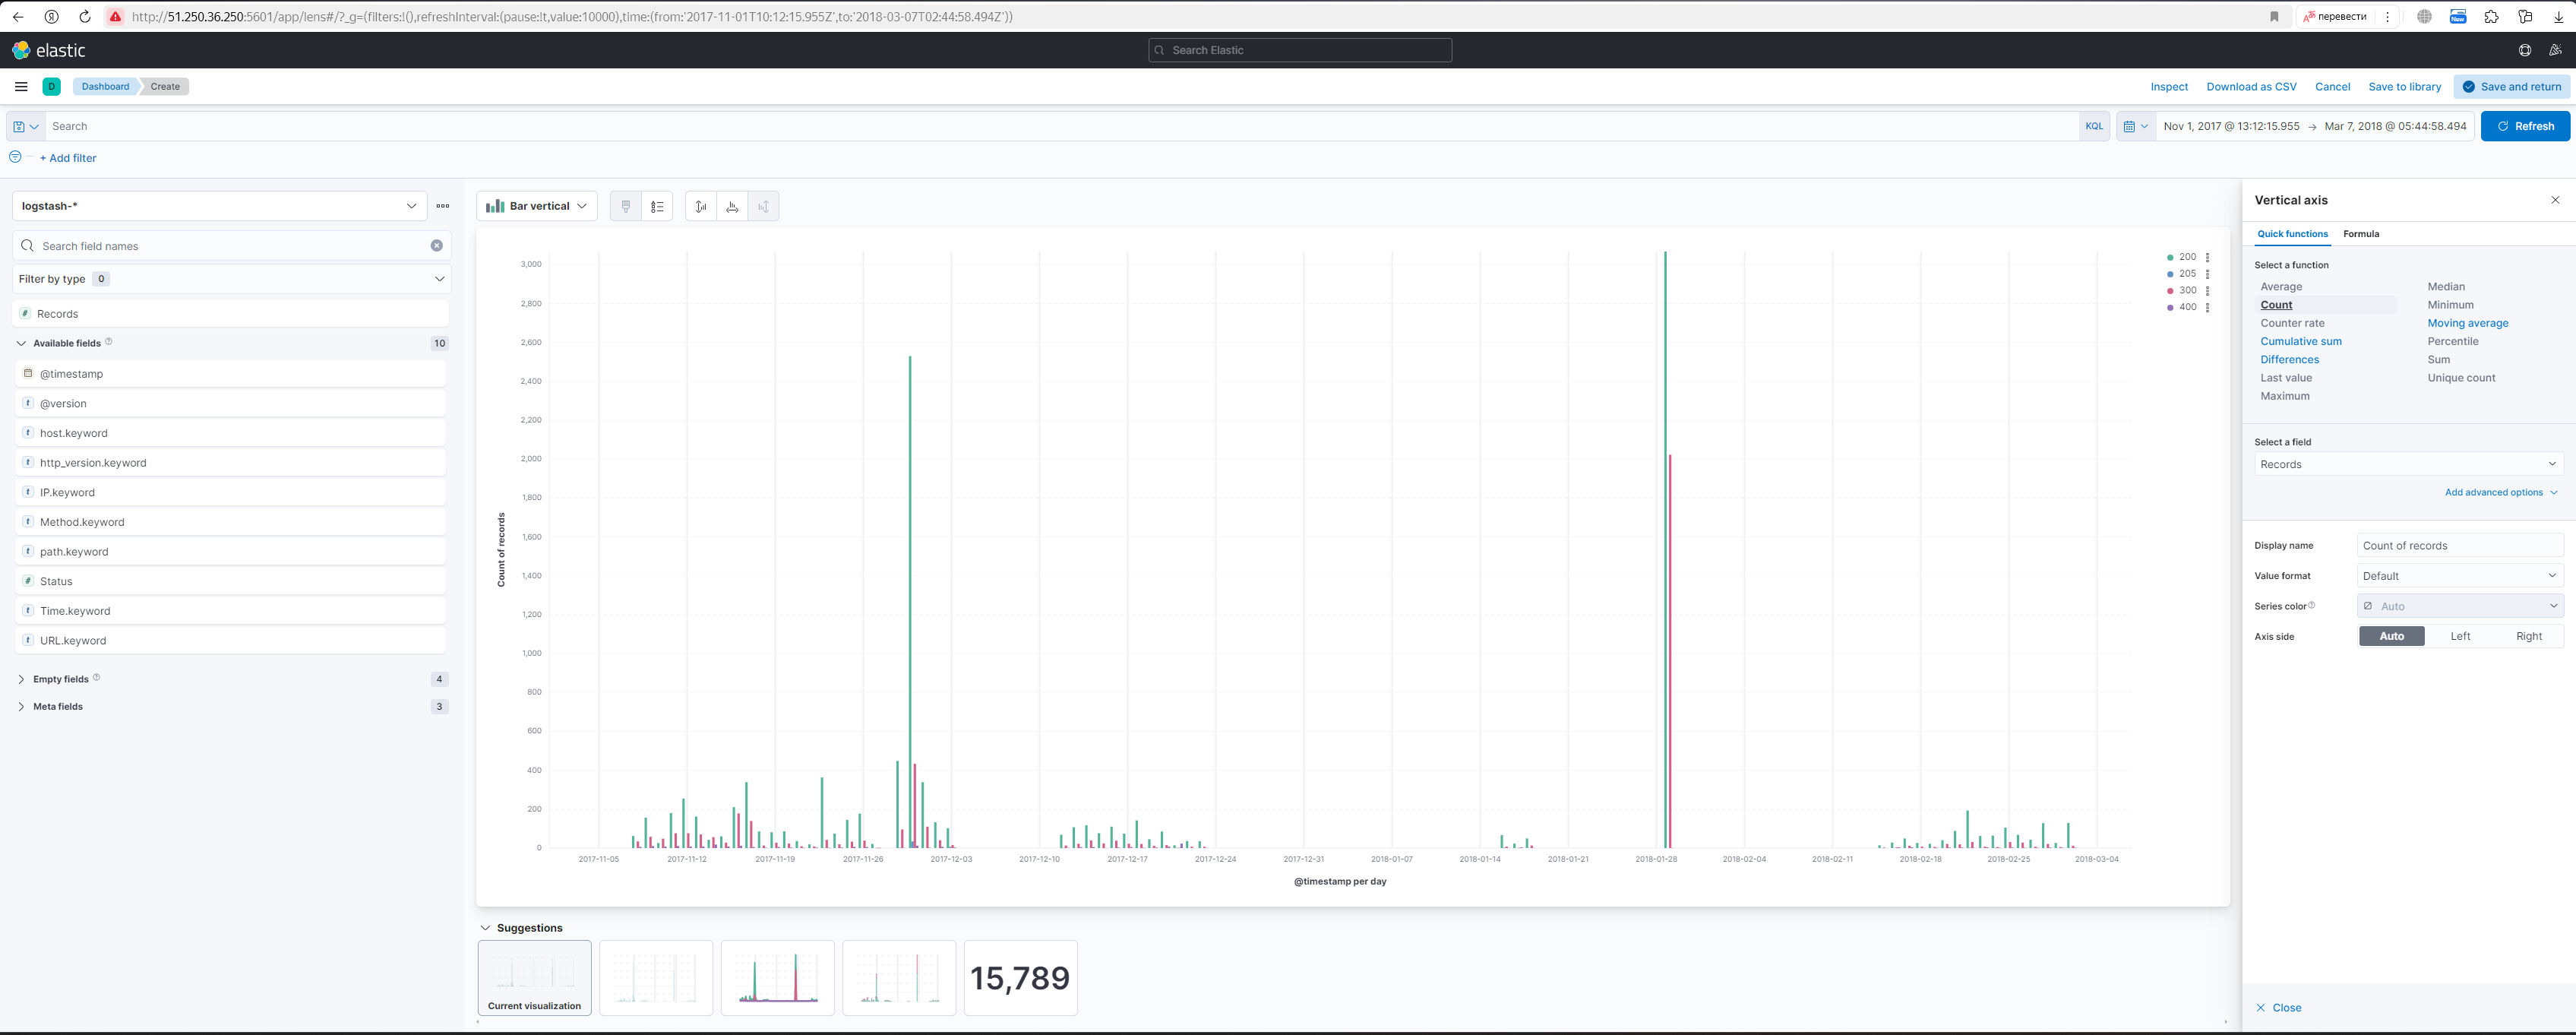 http://51.250.36.250:5601/app/lens#/?_g=(filters:!(),refreshInterval:(pause:!t,value:10000),time:(from:'2017-11-01T10:12:15.955Z',to:'2018-03-07T02:44:58.494Z'))
перевести
New
elastic
Search Elastic
D Dashboard Create
Inspect Download as CSV Cancel Save to library Save and return
Search
KQL
Nov 1, 2017 @ 13:12:15.955 → Mar 7, 2018 @ 05:44:58.494
Refresh
+ Add filter
logstash-*
Search field names
Filter by type 0
# Records
Available fields 10
@timestamp
t @version
t host.keyword
t http_version.keyword
t IP.keyword
t Method.keyword
t path.keyword
# Status
t Time.keyword
t URL.keyword
Empty fields 4
Meta fields 3
Bar vertical
3,000
2,800
2,600
2,400
2,200
2,000
1,800
1,600
1,400
1,200
1,000
800
600
400
200
0
Count of records
2017-11-05 2017-11-12 2017-11-19 2017-11-26 2017-12-03 2017-12-10 2017-12-17 2017-12-24 2017-12-31 2018-01-07 2018-01-14 2018-01-21 2018-01-28 2018-02-04 2018-02-11 2018-02-18 2018-02-25 2018-03-04
@timestamp per day
200
205
300
400
Suggestions
Current visualization
15,789
Vertical axis
Quick functions Formula
Select a function
Average Median
Count Minimum
Counter rate Moving average
Cumulative sum Percentile
Differences Sum
Last value Unique count
Maximum
Select a field
Records
Add advanced options
Display name Count of records
Value format Default
Series color Auto
Axis side Auto Left Right
Close